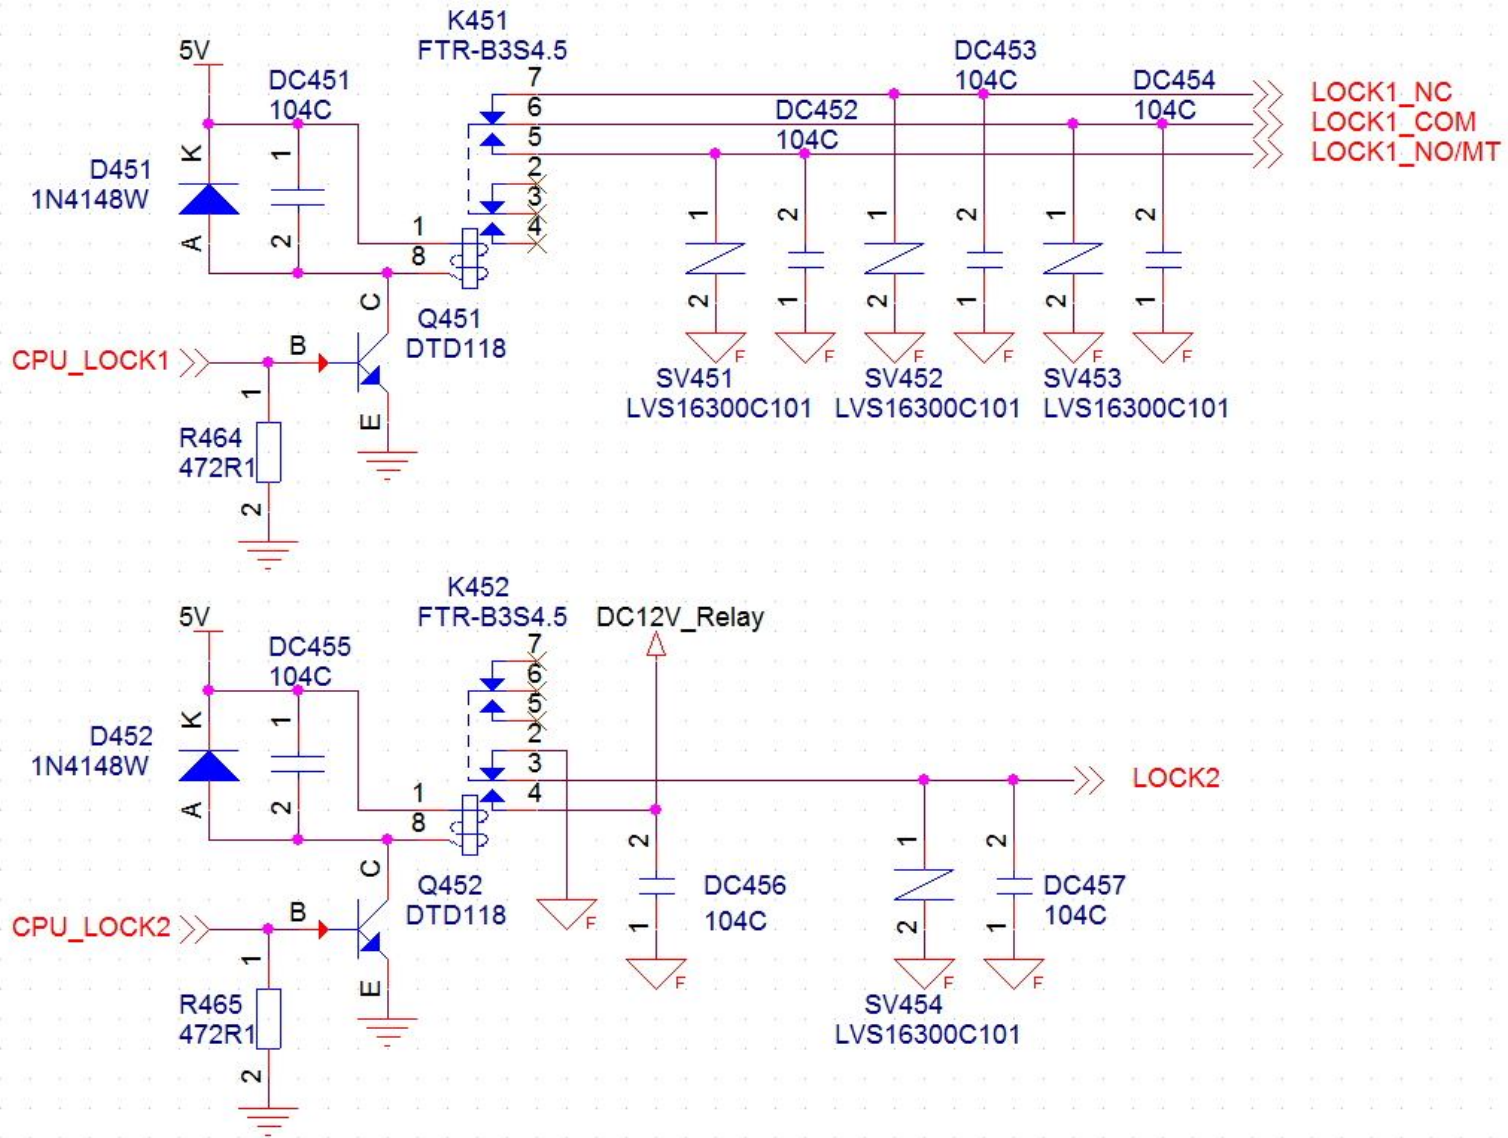 K451
FTR-B3S4.5
5V
DC451
104C
K
1
D451
1N4148W
A
2
1
8
7
6
5
2
3
4
DC453
104C
DC452
104C
DC454
104C
LOCK1_NC
LOCK1_COM
LOCK1_NO/MT
1
2
1
2
1
2
2
1
2
1
2
1
F
F
F
F
F
F
SV451
LVS16300C101
SV452
LVS16300C101
SV453
LVS16300C101
C
Q451
DTD118
CPU_LOCK1
B
E
1
R464
472R1
2
K452
FTR-B3S4.5
DC12V_Relay
5V
DC455
104C
K
1
D452
1N4148W
A
2
1
8
7
6
5
2
3
4
LOCK2
2
DC456
104C
1
1
2
2
DC457
104C
1
F
F
F
F
SV454
LVS16300C101
C
Q452
DTD118
CPU_LOCK2
B
E
1
R465
472R1
2